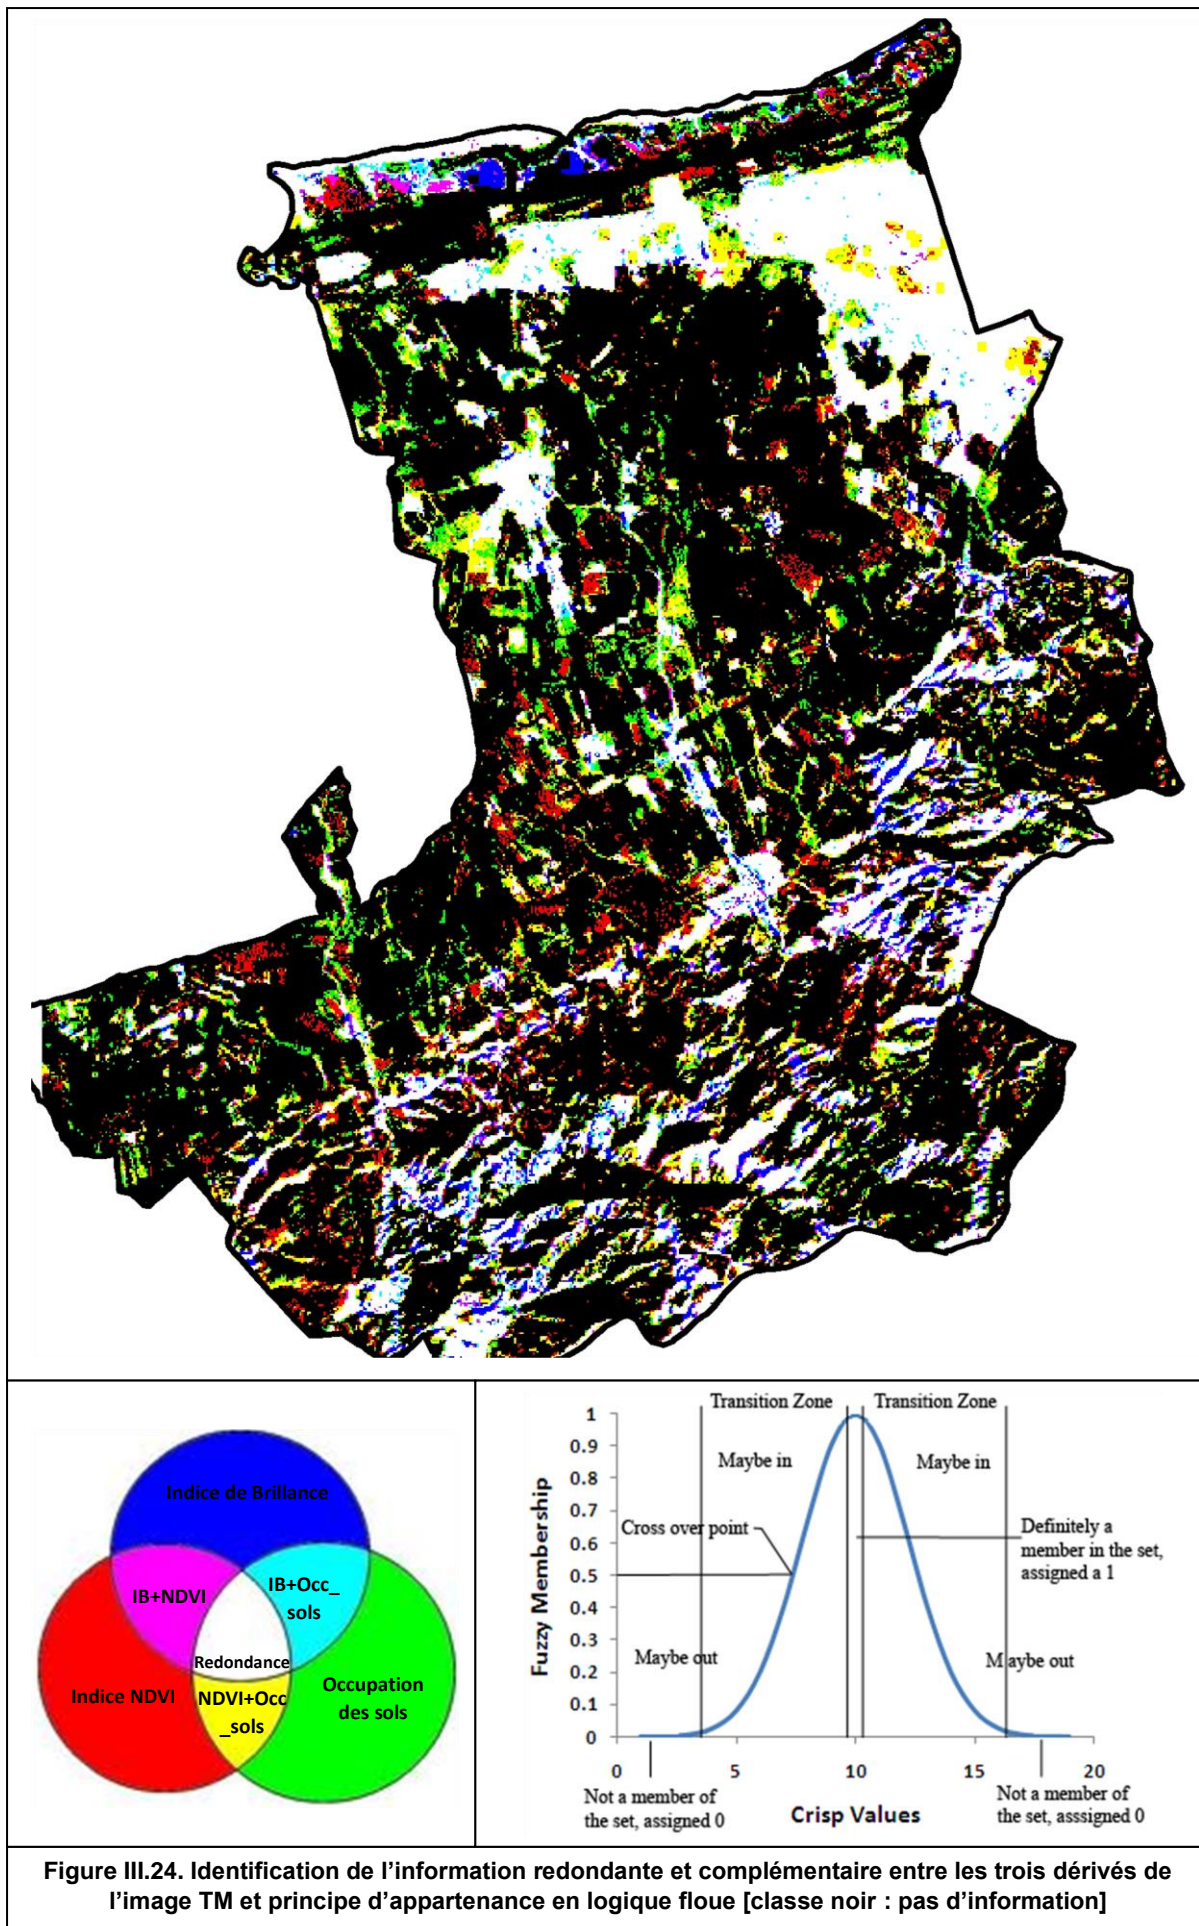 Indice de Brillance
IB+NDVI
IB+Occ_
sols
Redondance
Indice NDVI
NDVI+Occ
_sols
Occupation
des sols
Transition Zone
Transition Zone
Maybe in
Maybe in
Cross over point
Definitely a
member in the set,
assigned a 1
Maybe out
Maybe out
Fuzzy Membership
1
0.9
0.8
0.7
0.6
0.5
0.4
0.3
0.2
0.1
0
0
5
10
15
20
Not a member of
the set, assigned 0
Crisp Values
Not a member of
the set, asssigned 0
Figure III.24. Identification de l’information redondante et complémentaire entre les trois dérivés de
l’image TM et principe d’appartenance en logique floue [classe noir : pas d’information]